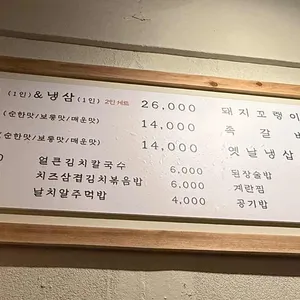 (1인) & 냉삼 (1인) 2인 세트 26,000 돼지꼬랭이
(순한맛/보통맛/매운맛) 14,000 족갈비
(순한맛/보통맛/매운맛) 14,000 옛날냉삼
얼큰김치칼국수 6,000 된장술밥
치즈삼겹김치볶음밥 6,000 계란찜
날치알주먹밥 4,000 공기밥